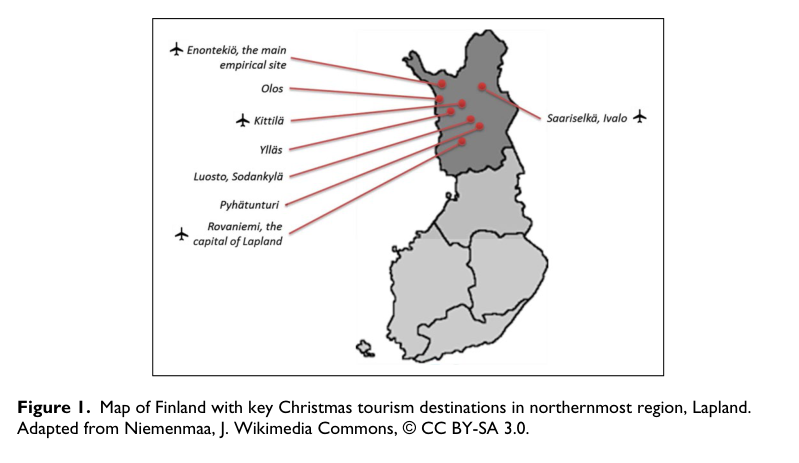 Enontekiö, the main
empirical site
Olos
Kittilä
Saariselkä, Ivalo
Ylläs
Luosto, Sodankylä
Pyhätunturi
Rovaniemi, the
capital of Lapland
Figure 1. Map of Finland with key Christmas tourism destinations in northernmost region, Lapland.
Adapted from Niemenmaa, J. Wikimedia Commons, © CC BY-SA 3.0.